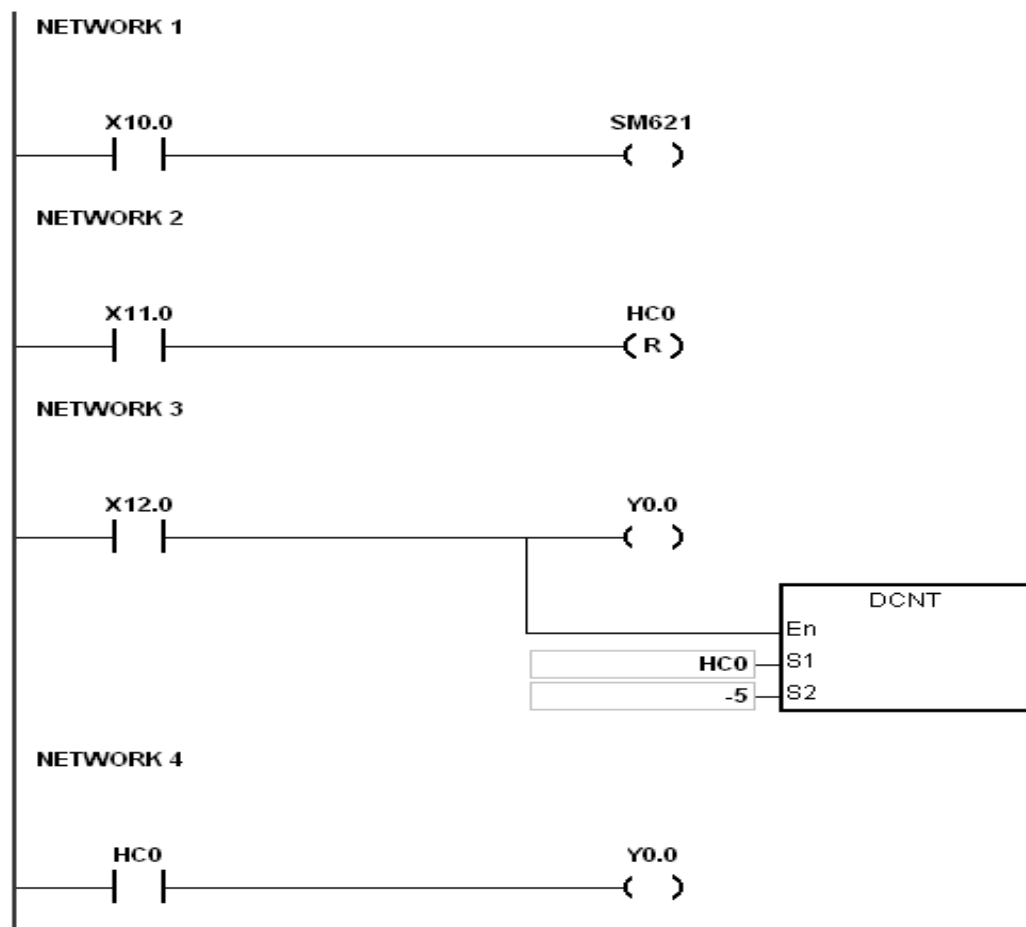 NETWORK 1
X10.0 SM621
NETWORK 2
X11.0 HC0
R
NETWORK 3
X12.0 Y0.0
DCNT
En
HC0 S1
-5 S2
NETWORK 4
HC0 Y0.0